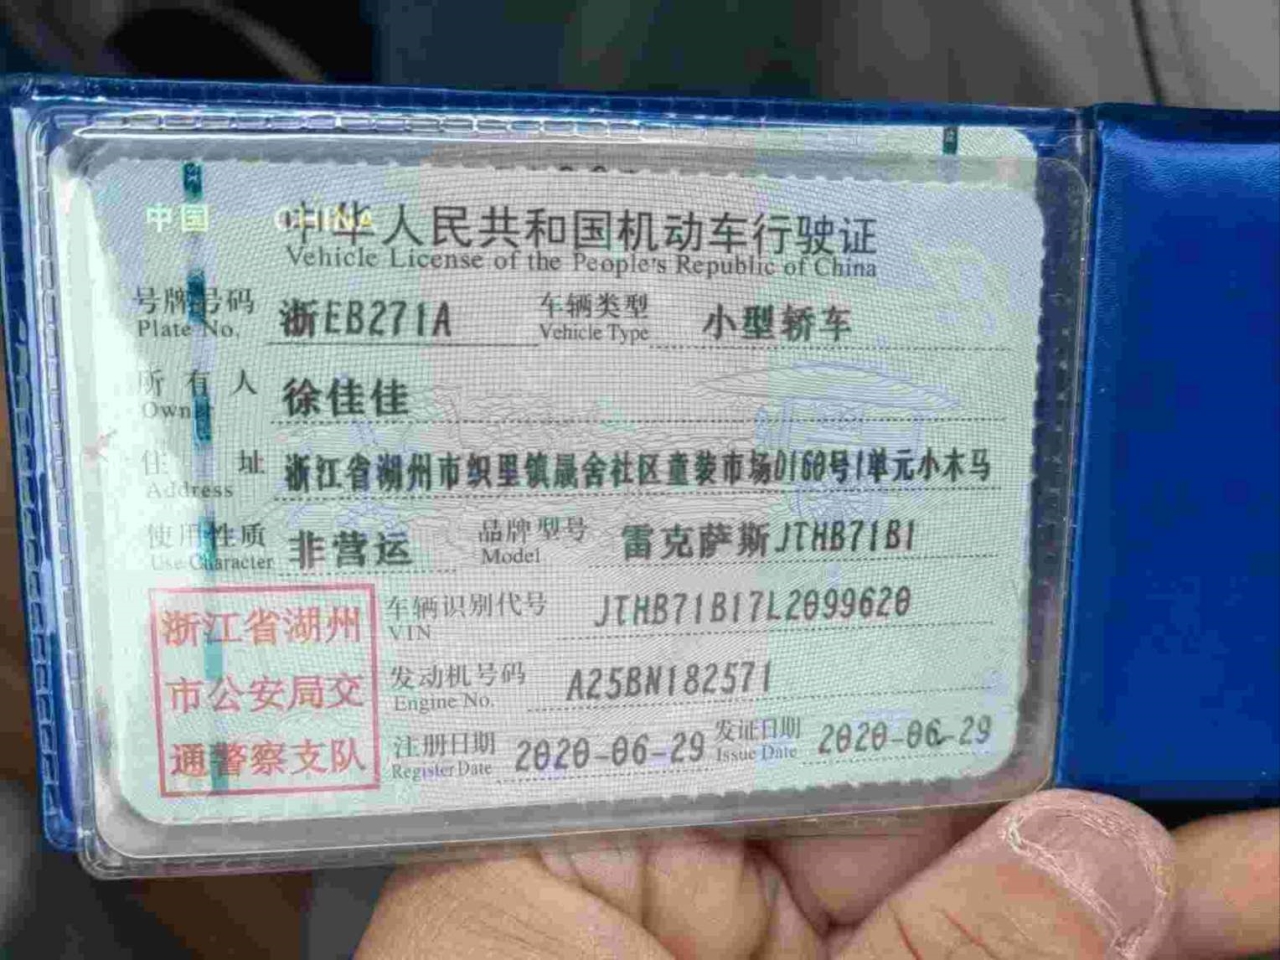 中国 CHINA
中华人民共和国机动车行驶证
Vehicle License of the People's Republic of China
号牌号码 浙EB271A 车辆类型 小型轿车
Plate No. Vehicle Type
所有人 徐佳佳
Owner
住址 浙江省湖州市织里镇晟舍社区童装市场D160号1单元小木马
Address
使用性质 非营运 品牌型号 雷克萨斯JTHB71B1
Use Character Model
车辆识别代号 JTHB71B17L2099620
VIN
发动机号码 A25BN182571
Engine No.
注册日期 2020-06-29 发证日期 2020-06-29
Register Date Issue Date
浙江省湖州
市公安局交
通警察支队